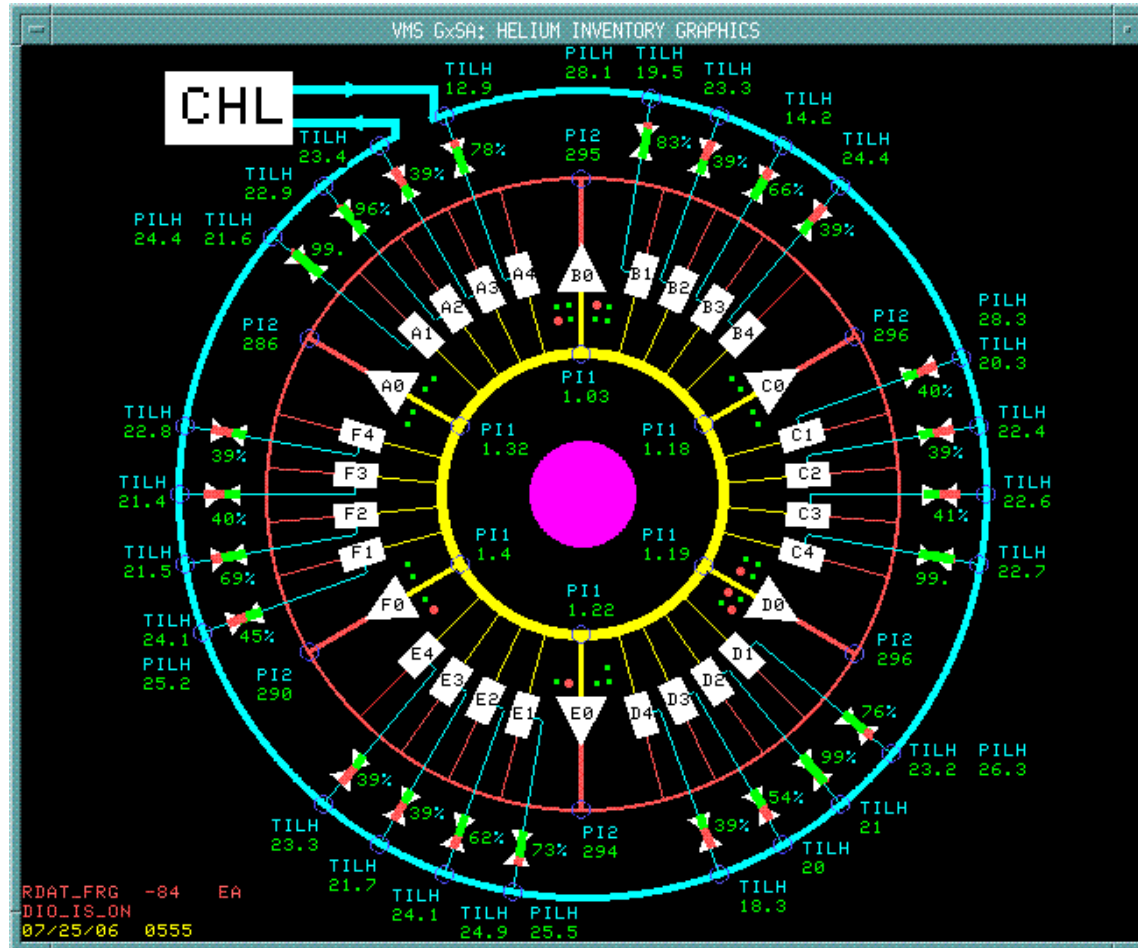 VMS GxSA: HELIUM INVENTORY GRAPHICS
CHL
TILH
12.9
PILH
28.1
TILH
19.5
TILH
23.3
TILH
14.2
TILH
24.4
TILH
23.4
TILH
22.9
PILH TILH
24.4 21.6
78%
39%
96%
99.
83%
39%
66%
39%
PI2
295
A1
A2
A3
A4
B0
B1
B2
B3
B4
PI2
286
PI2
296
PILH
28.3
TILH
20.3
40%
A0
C0
PI1
1.03
PI1
1.32
PI1
1.18
TILH
22.8
39%
F4
C1
TILH
22.4
39%
F3
C2
TILH
21.4
40%
F2
C3
TILH
22.6
41%
TILH
21.5
69%
F1
C4
TILH
22.7
99.
PI1
1.4
PI1
1.19
PI1
1.22
F0
D0
TILH
24.1
PILH
25.2
45%
PI2
290
PI2
296
E4
E3
E2
E1
E0
D4
D3
D2
D1
76%
99%
54%
39%
TILH PILH
23.2 26.3
TILH
21
TILH
20
TILH
18.3
PI2
294
39%
39%
62%
73%
TILH
23.3
TILH
21.7
TILH
24.1
TILH PILH
24.9 25.5
RDAT_FRG -84 EA
DIO_IS_ON
07/25/06 0555